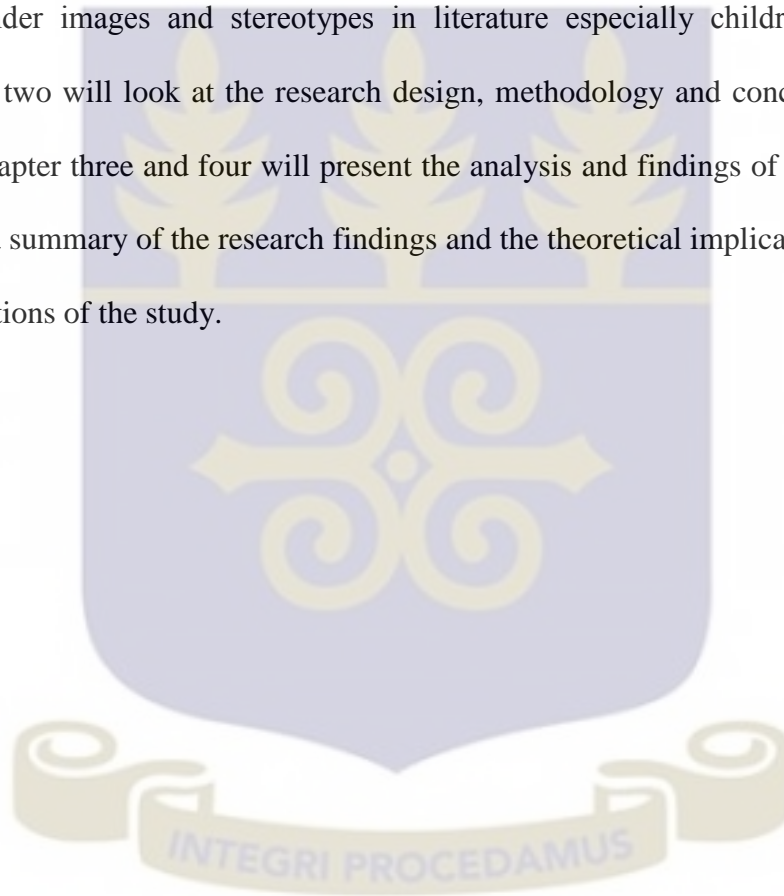 der images and stereotypes in literature especially childr
two will look at the research design, methodology and conc
apter three and four will present the analysis and findings of
summary of the research findings and the theoretical implica
tions of the study.
INTEGRI PROCEDAMUS